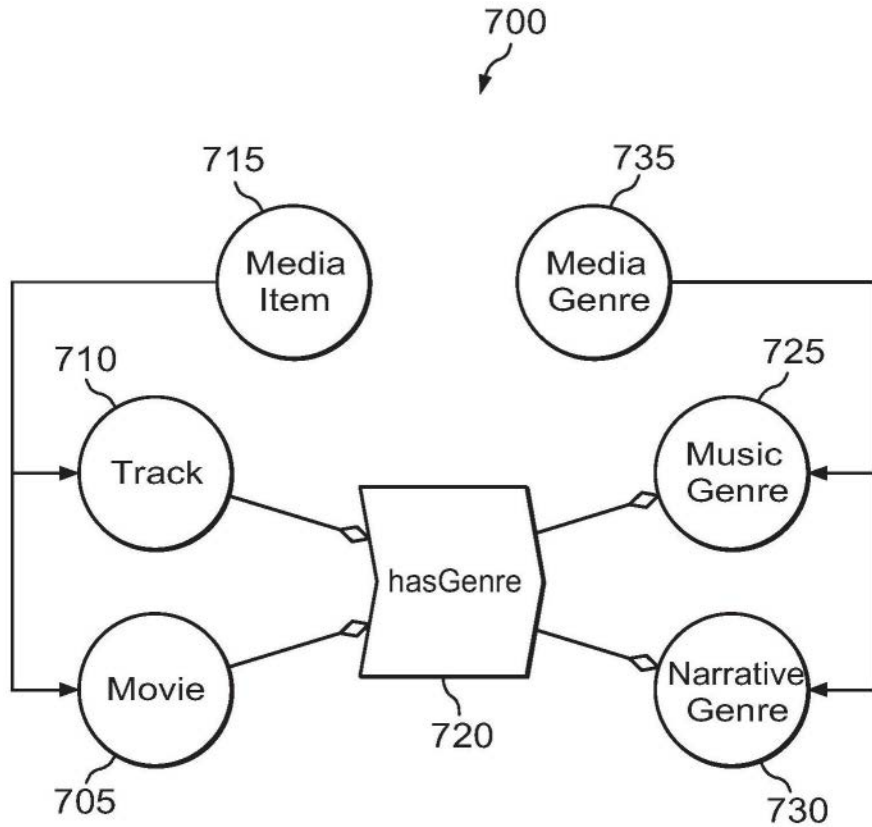 700
715
735
Media
Item
Media
Genre
710
725
Track
Music
Genre
hasGenre
Movie
Narrative
Genre
720
705
730